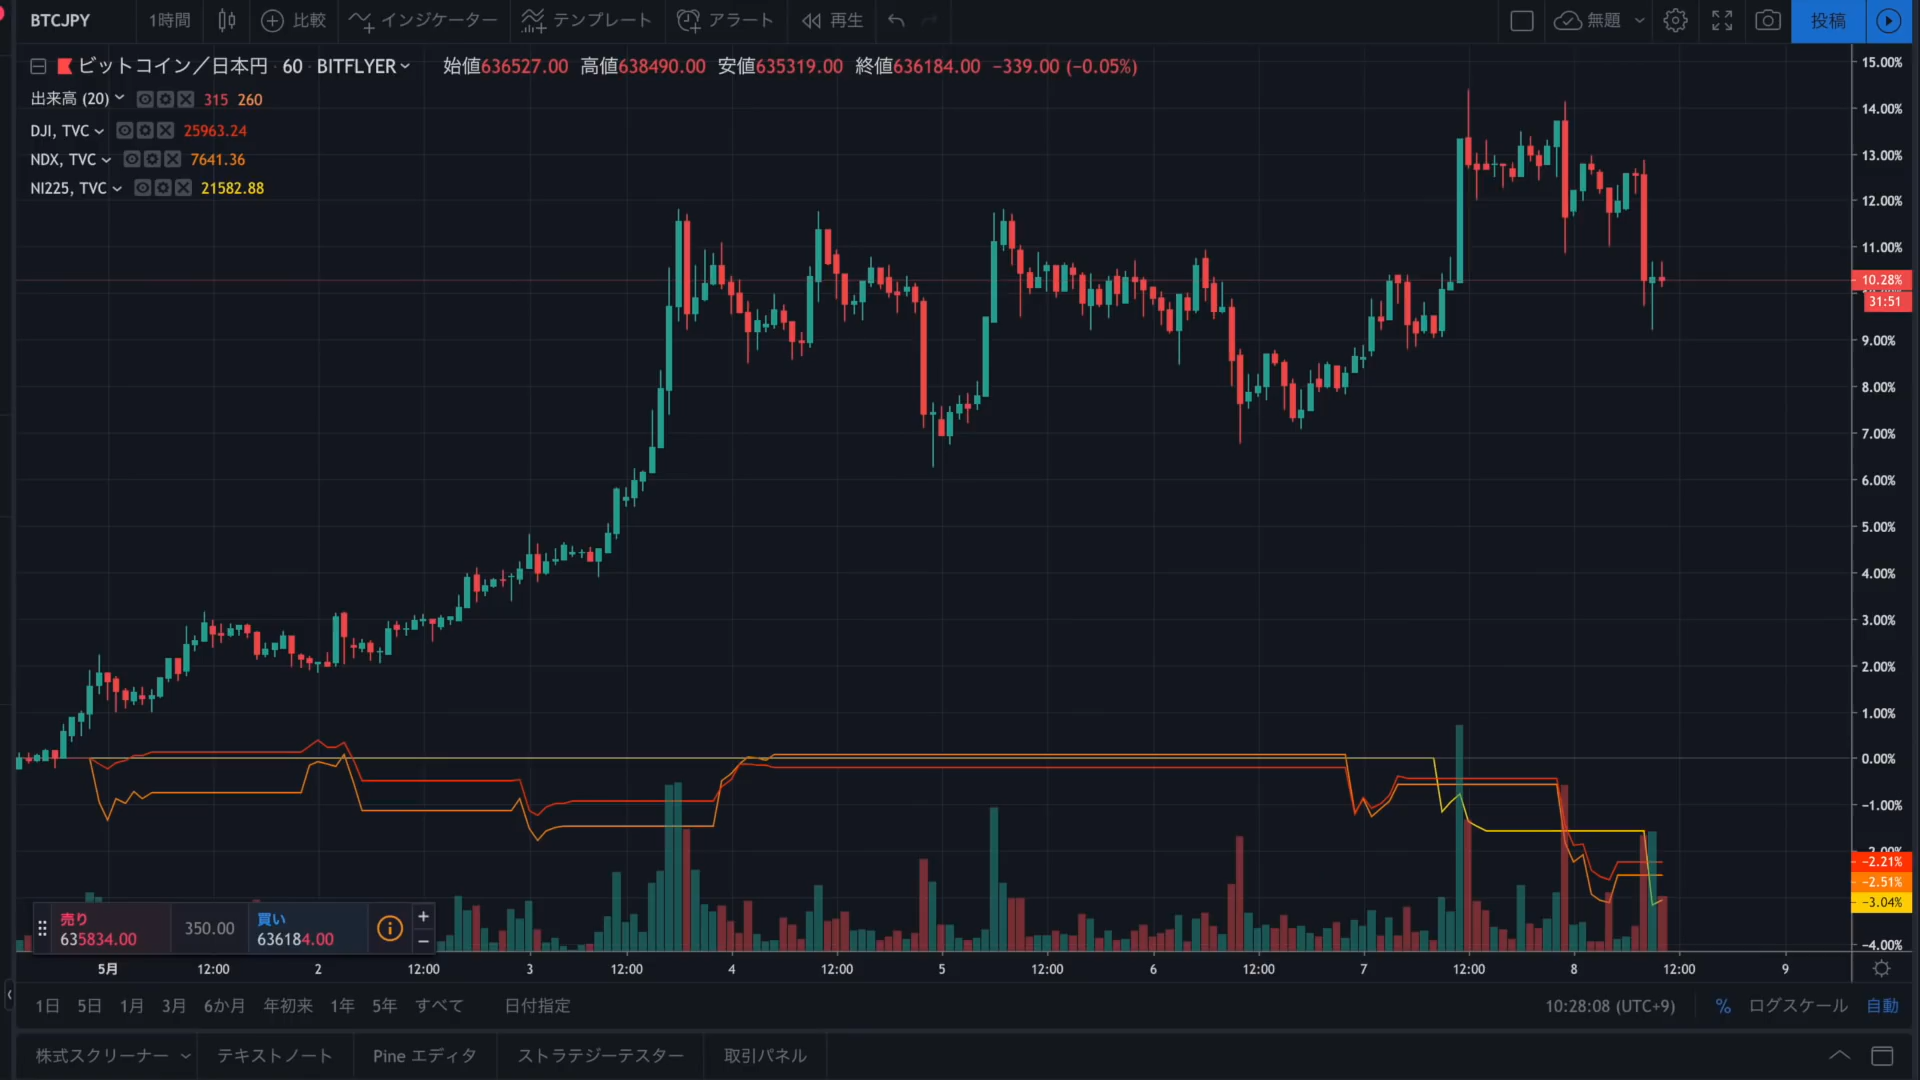 BTCJPY 1時間 比較 インジケーター テンプレート アラート 再生 無題 投稿
ビットコイン／日本円 60 BITFLYER 始値636527.00 高値638490.00 安値635319.00 終値636184.00 −339.00 (−0.05%)
出来高 (20) 315 260
DJI, TVC 25963.24
NDX, TVC 7641.36
NI225, TVC 21582.88
15.00%
14.00%
13.00%
12.00%
11.00%
10.28%
31:51
9.00%
8.00%
7.00%
6.00%
5.00%
4.00%
3.00%
2.00%
1.00%
0.00%
−1.00%
−2.00%
−2.21%
−2.51%
−3.04%
−4.00%
売り 350.00 買い
635834.00 636184.00
5月 12:00 2 12:00 3 12:00 4 12:00 5 12:00 6 12:00 7 12:00 8 12:00 9
1日 5日 1月 3月 6か月 年初来 1年 5年 すべて 日付指定 10:28:08 (UTC+9) % ログスケール 自動
株式スクリーナー テキストノート Pine エディタ ストラテジーテスター 取引パネル